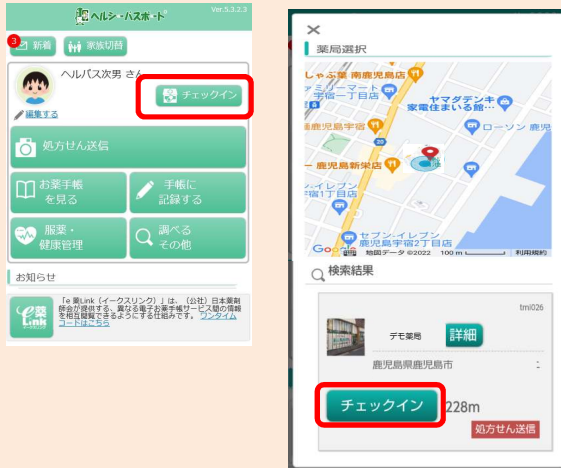 ヘルシーパスポート
Ver.5.3.2.3
3
新着
家族切替
ヘルパス次男 さん
チェックイン
編集する
処方せん送信
お薬手帳
を見る
手帳に
記録する
服薬・
健康管理
調べる
その他
お知らせ
e薬
Link
「e 薬Link（イークスリンク）」は、（公社）日本薬剤
師会が提供する、異なる電子お薬手帳サービス間の情報
を相互閲覧できるようにする仕組みです。 ワンタイム
コードはこちら
×
薬局選択
しゃぶ葉 南鹿児島店
ファミリーマート
宇宿一丁目店
ヤマダデンキ
家電住まいる館…
鹿児島宇宿
ローソン 鹿児
20
鹿児島新栄店
セブン-イレブン
鹿児島宇宿2丁目店
地図データ ©2022
100 m
利用規約
検索結果
tmi026
デモ薬局
詳細
鹿児島県鹿児島市
チェックイン
228m
処方せん送信